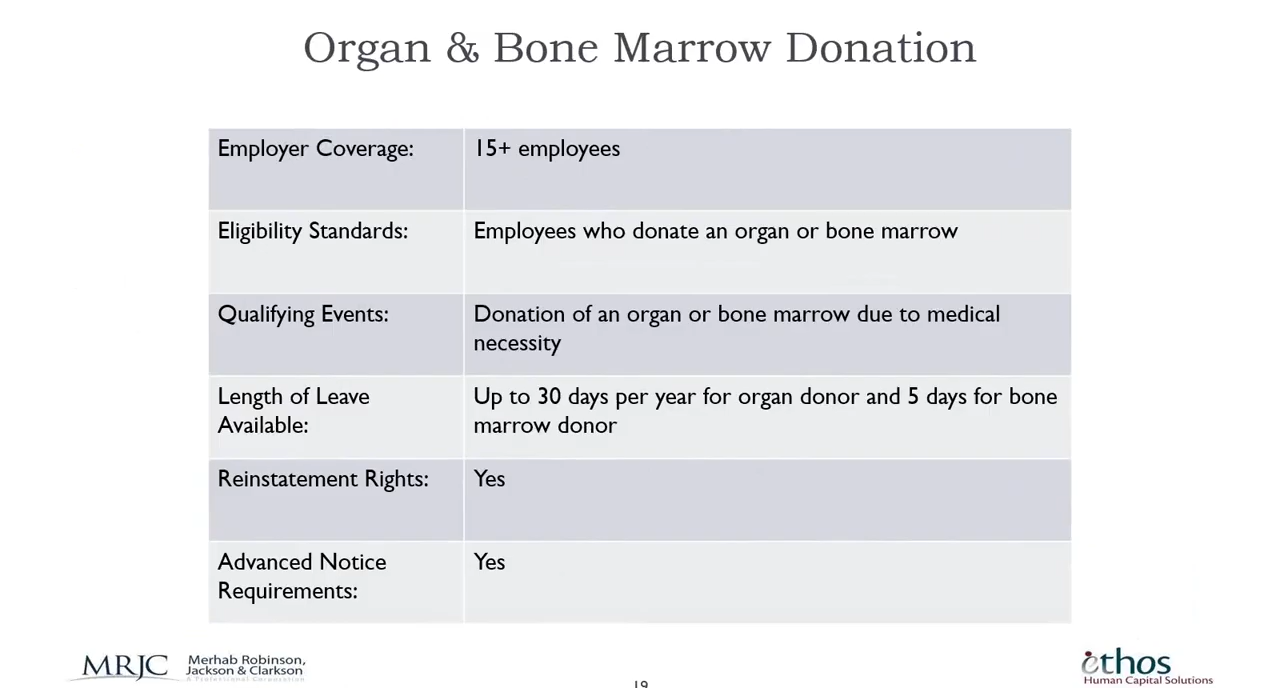 Organ & Bone Marrow Donation
Employer Coverage:
15+ employees
Eligibility Standards:
Employees who donate an organ or bone marrow
Qualifying Events:
Donation of an organ or bone marrow due to medical
necessity
Length of Leave
Available:
Up to 30 days per year for organ donor and 5 days for bone
marrow donor
Reinstatement Rights:
Yes
Advanced Notice
Requirements:
Yes
MRJC
Merhab Robinson,
Jackson & Clarkson
A Professional Corporation
19
ethos
Human Capital Solutions